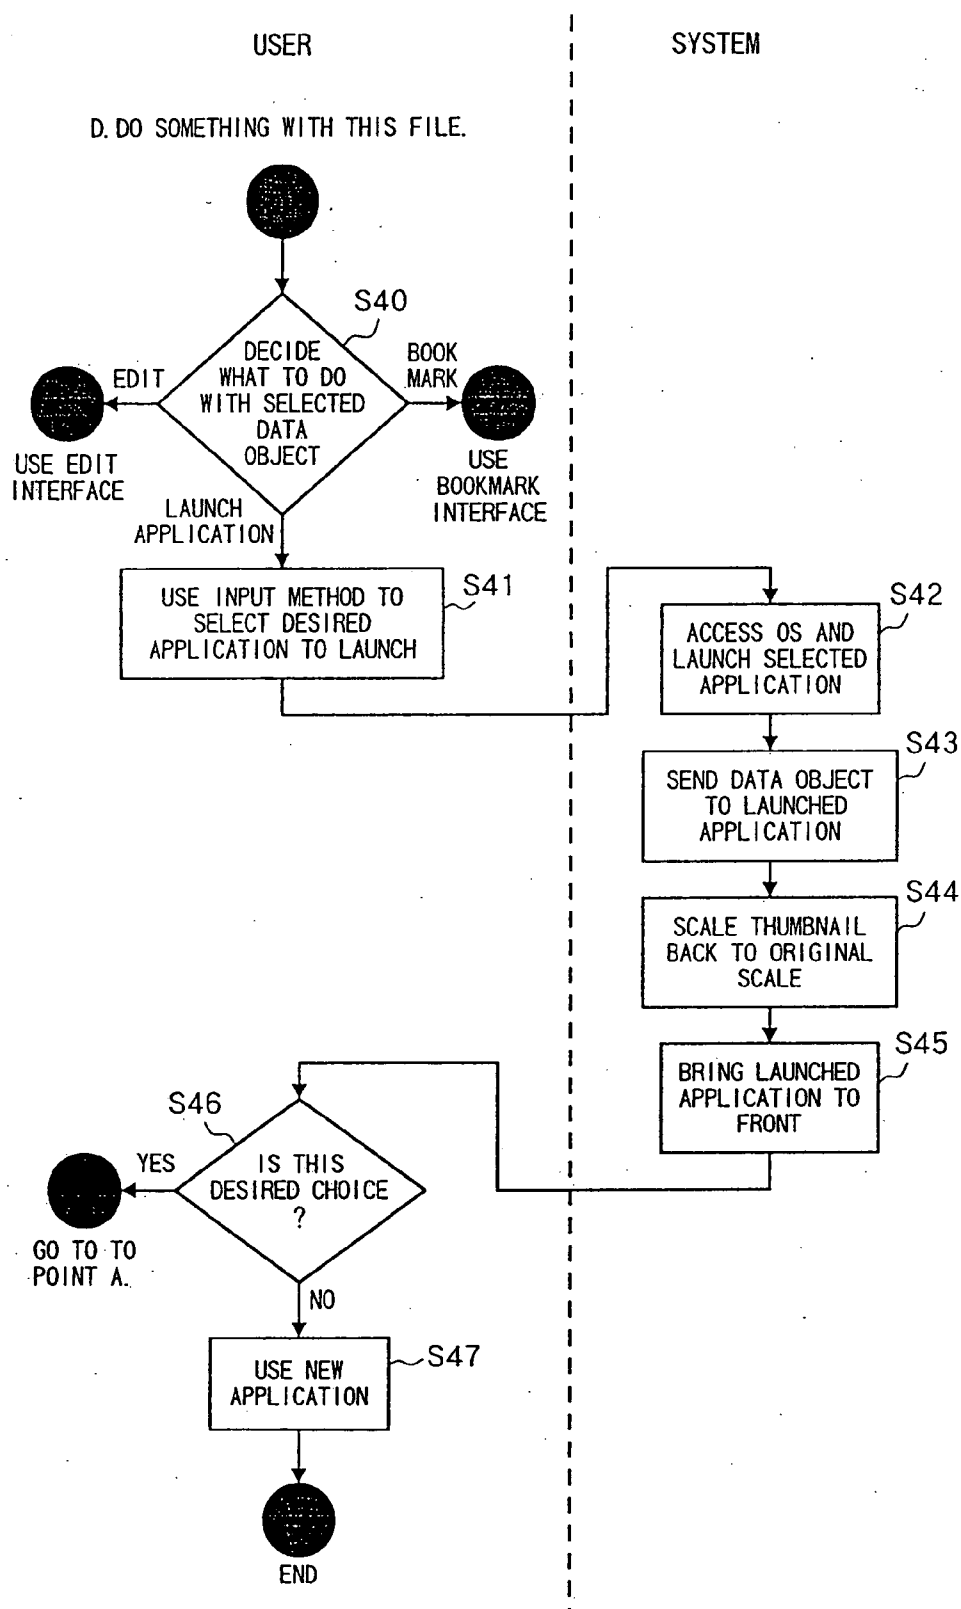 USER
SYSTEM
D. DO SOMETHING WITH THIS FILE.
S40
DECIDE
WHAT TO DO
WITH SELECTED
DATA
OBJECT
EDIT
BOOK
MARK
USE EDIT
INTERFACE
USE
BOOKMARK
INTERFACE
LAUNCH
APPLICATION
S41
USE INPUT METHOD TO
SELECT DESIRED
APPLICATION TO LAUNCH
S42
ACCESS OS AND
LAUNCH SELECTED
APPLICATION
S43
SEND DATA OBJECT
TO LAUNCHED
APPLICATION
S44
SCALE THUMBNAIL
BACK TO ORIGINAL
SCALE
S45
BRING LAUNCHED
APPLICATION TO
FRONT
S46
IS THIS
DESIRED CHOICE
?
YES
GO TO TO
POINT A.
NO
S47
USE NEW
APPLICATION
END